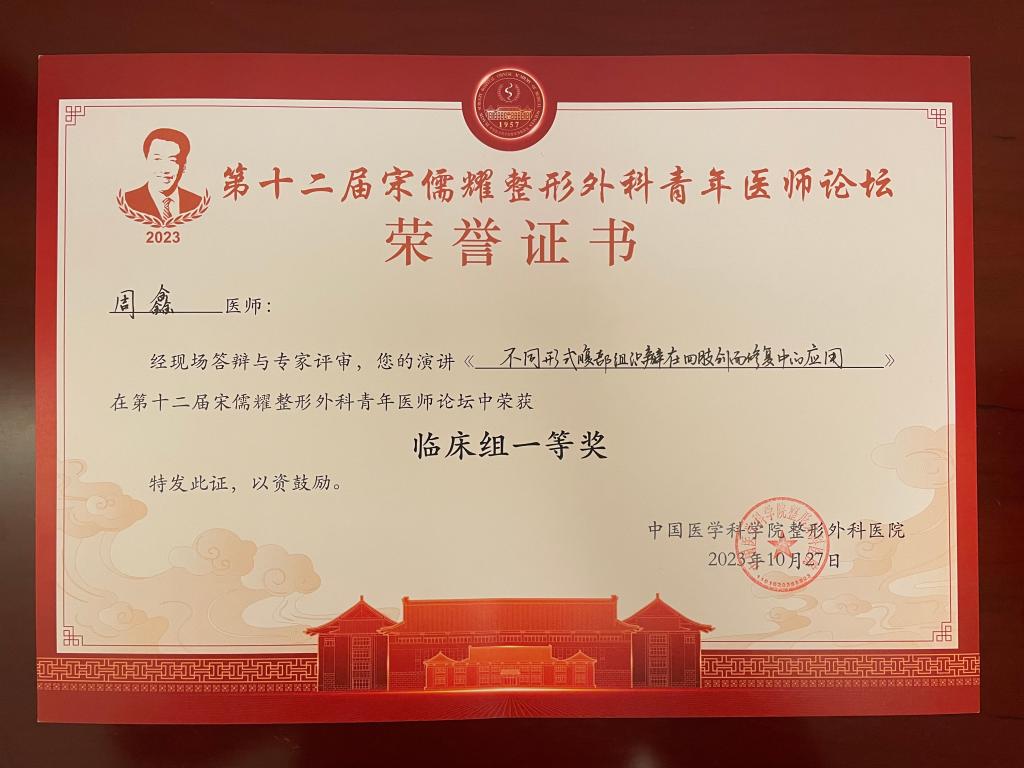 1957
2023
第十二届宋儒耀整形外科青年医师论坛
荣誉证书
周鑫 医师：
经现场答辩与专家评审，您的演讲《不同形式腹部组织瓣在四肢创面修复中的应用》
在第十二届宋儒耀整形外科青年医师论坛中荣获
临床组一等奖
特发此证，以资鼓励。
中国医学科学院整形外科医院
2023年10月27日